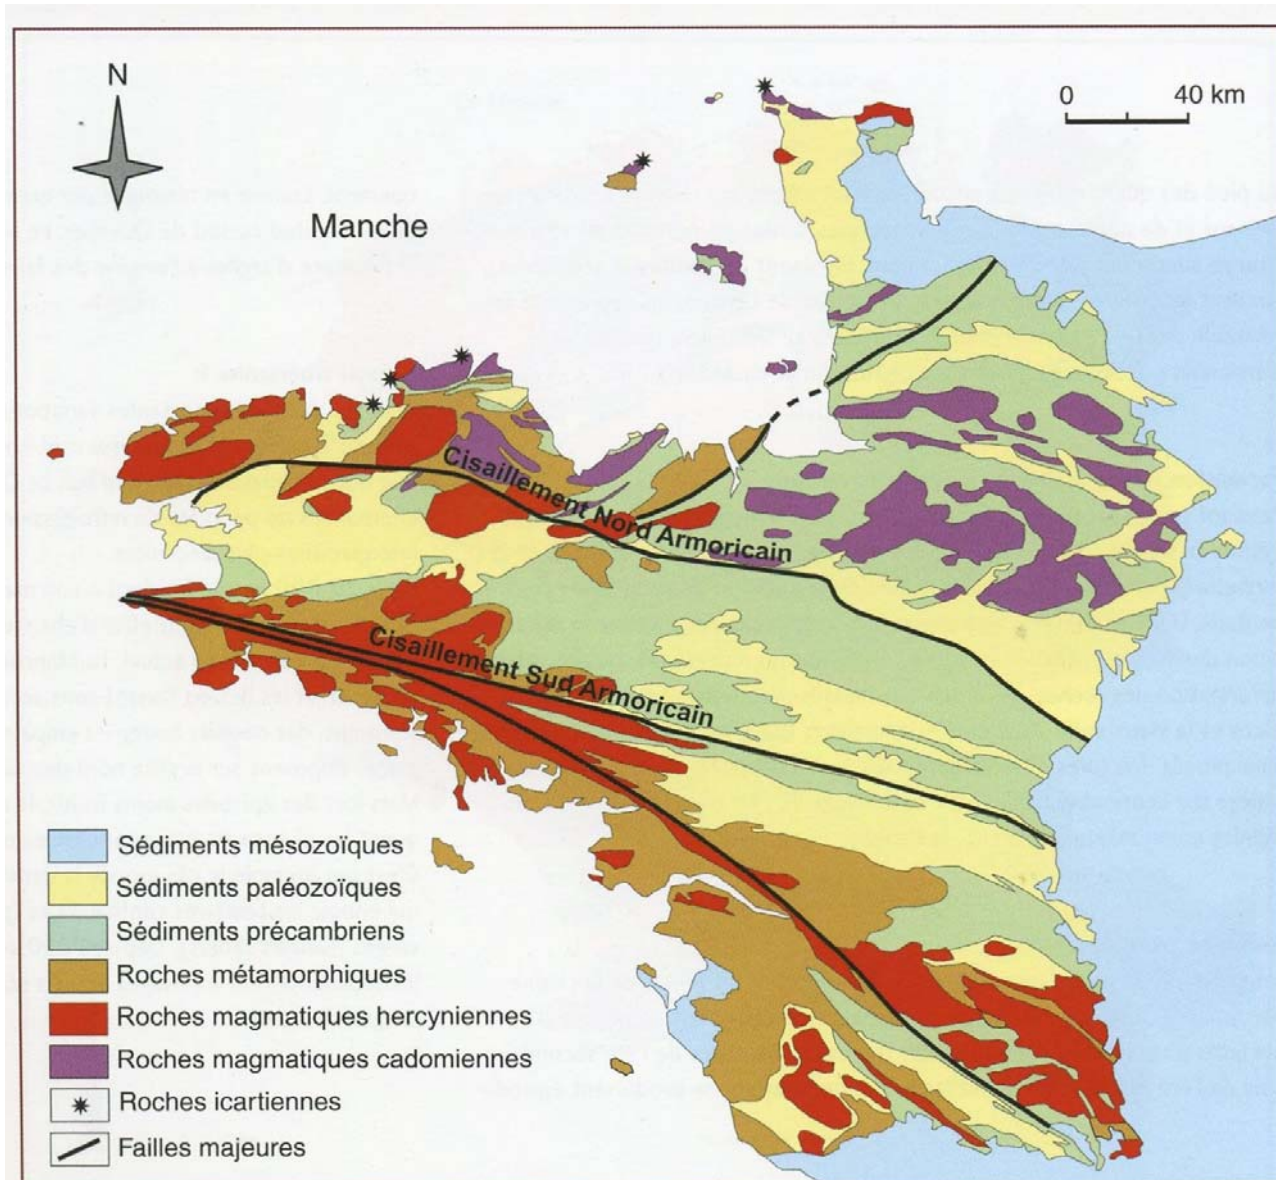 N
0 40 km
Manche
Cisaillement Nord Armoricain
Cisaillement Sud Armoricain
Sédiments mésozoïques
Sédiments paléozoïques
Sédiments précambriens
Roches métamorphiques
Roches magmatiques hercyniennes
Roches magmatiques cadomiennes
Roches icartiennes
Failles majeures